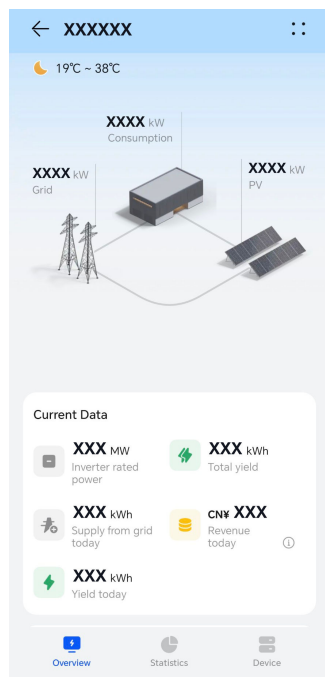 XXXXXX
19℃ ~ 38℃
XXXX kW
Consumption
XXXX kW
Grid
XXXX kW
PV
Current Data
XXX MW
Inverter rated
power
XXX kWh
Total yield
XXX kWh
Supply from grid
today
CN¥ XXX
Revenue
today
XXX kWh
Yield today
Overview
Statistics
Device